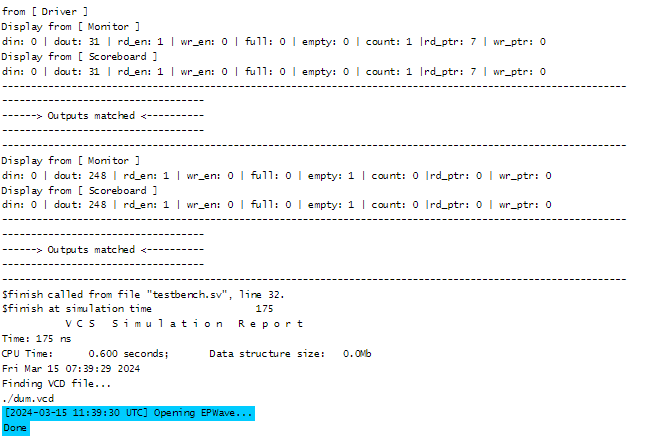 from [ Driver ]
Display from [ Monitor ]
din: 0 | dout: 31 | rd_en: 1 | wr_en: 0 | full: 0 | empty: 0 | count: 1 |rd_ptr: 7 | wr_ptr: 0
Display from [ Scoreboard ]
din: 0 | dout: 31 | rd_en: 1 | wr_en: 0 | full: 0 | empty: 0 | count: 1 |rd_ptr: 7 | wr_ptr: 0
------------------------------------------------------------------------------------------------------------
-----------------------------------
------> Outputs matched <----------
-----------------------------------
------------------------------------------------------------------------------------------------------------
Display from [ Monitor ]
din: 0 | dout: 248 | rd_en: 1 | wr_en: 0 | full: 0 | empty: 1 | count: 0 |rd_ptr: 0 | wr_ptr: 0
Display from [ Scoreboard ]
din: 0 | dout: 248 | rd_en: 1 | wr_en: 0 | full: 0 | empty: 1 | count: 0 |rd_ptr: 0 | wr_ptr: 0
------------------------------------------------------------------------------------------------------------
-----------------------------------
------> Outputs matched <----------
-----------------------------------
------------------------------------------------------------------------------------------------------------
$finish called from file "testbench.sv", line 32.
$finish at simulation time                  175
           V C S   S i m u l a t i o n   R e p o r t
Time: 175 ns
CPU Time:      0.600 seconds;       Data structure size:   0.0Mb
Fri Mar 15 07:39:29 2024
Finding VCD file...
./dum.vcd
[2024-03-15 11:39:30 UTC] Opening EPWave...
Done